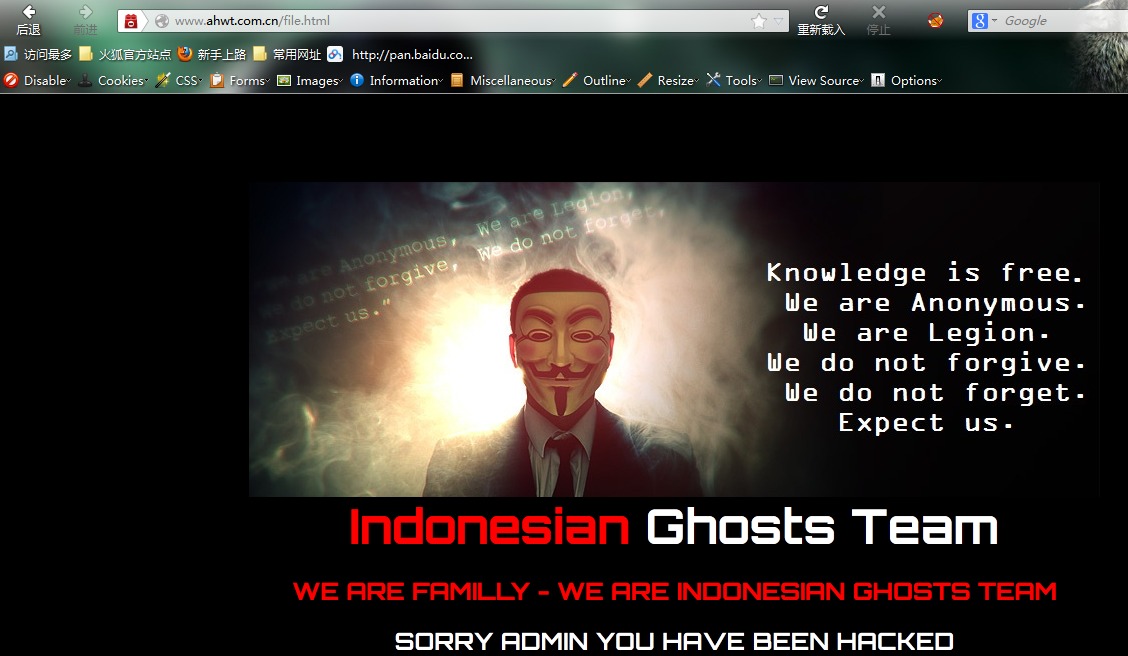 后退
前进
www.ahwt.com.cn/file.html
重新载入
停止
8
Google
访问最多
火狐官方站点
新手上路
常用网址
http://pan.baidu.co...
Disable
Cookies
CSS
Forms
Images
Information
Miscellaneous
Outline
Resize
Tools
View Source
Options
We are Anonymous, We are Legion,
We do not forgive, We do not forget,
Expect us."
Knowledge is free.
We are Anonymous.
We are Legion.
We do not forgive.
We do not forget.
Expect us.
Indonesian Ghosts Team
WE ARE FAMILLY - WE ARE INDONESIAN GHOSTS TEAM
SORRY ADMIN YOU HAVE BEEN HACKED